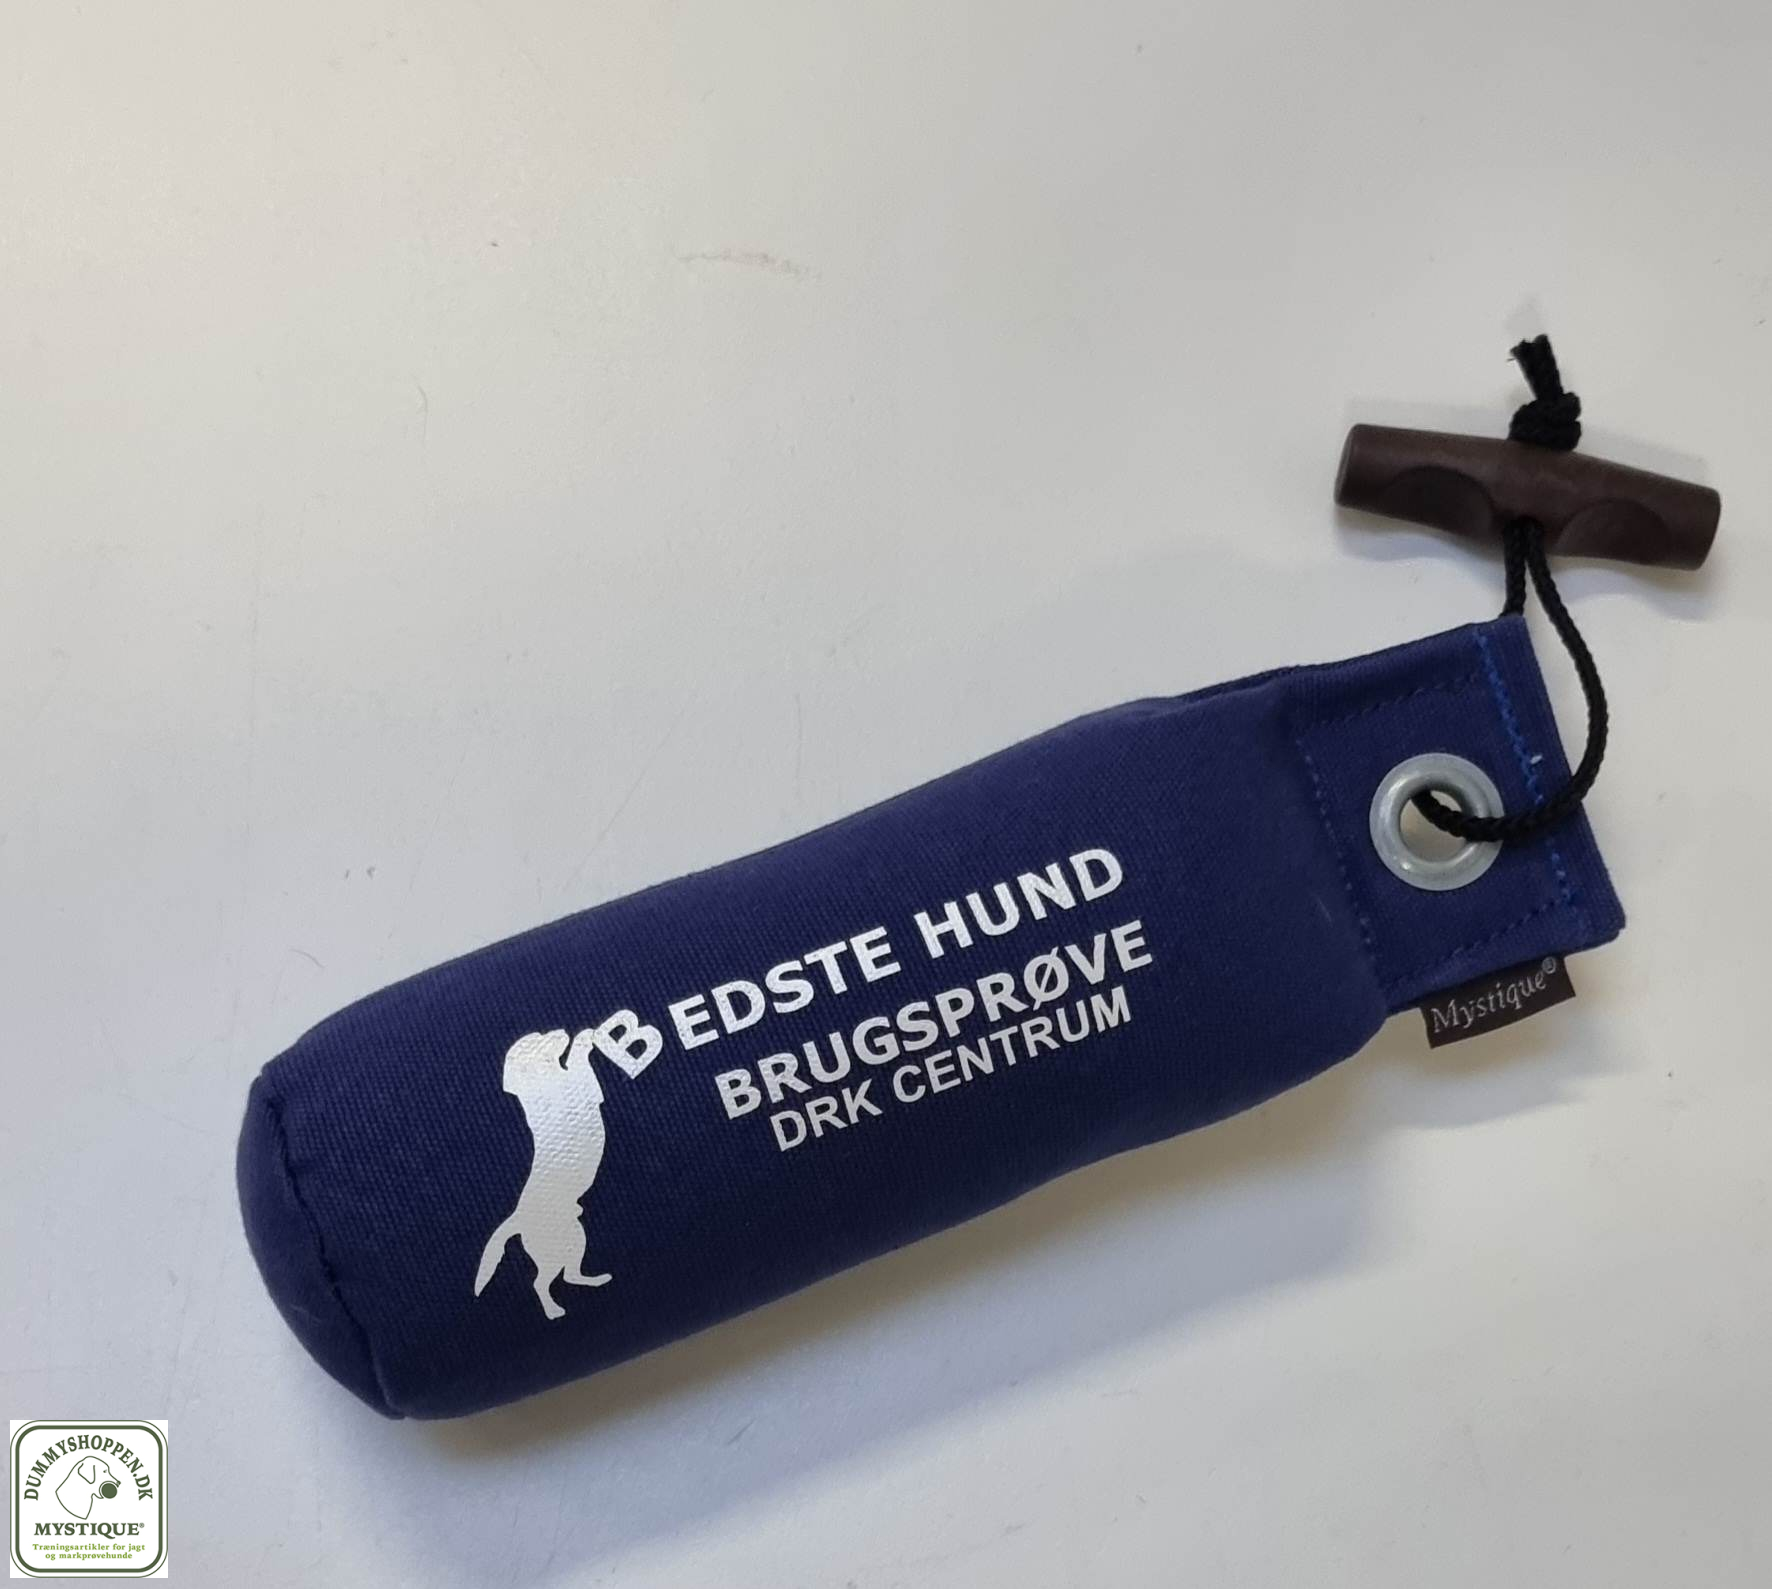 BEDSTE HUND
BRUGSPRØVE
DRK CENTRUM
Mystique®
DUMMYSHOPPEN.DK
MYSTIQUE®
Træningsartikler for jagt
og markprøvehunde